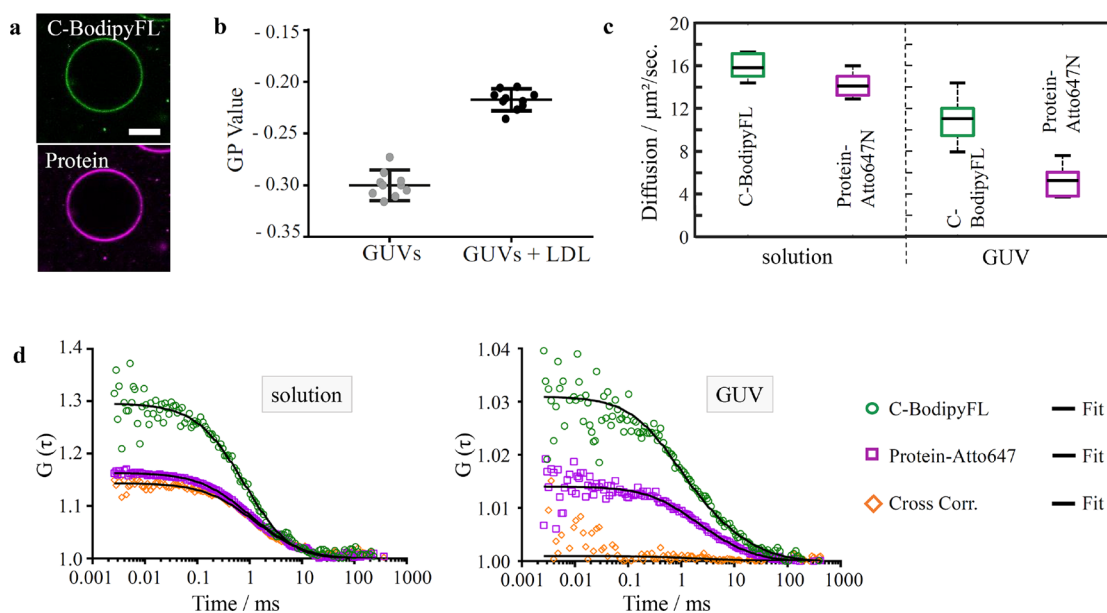 a
C-BodipyFL
Protein
b
GP Value
- 0.15
- 0.20
- 0.25
- 0.30
- 0.35
GUVs
GUVs + LDL
c
Diffusion / µm²/sec.
20
16
12
8
4
0
C-BodipyFL
Protein-
Atto647N
C-
BodipyFL
Protein-
Atto647N
solution
GUV
d
G (τ)
1.4
1.3
1.2
1.1
1.0
solution
0.001 0.01 0.1 1 10 100 1000
Time / ms
G (τ)
1.04
1.03
1.02
1.01
1.00
GUV
0.001 0.01 0.1 1 10 100 1000
Time / ms
C-BodipyFL Fit
Protein-Atto647 Fit
Cross Corr. Fit